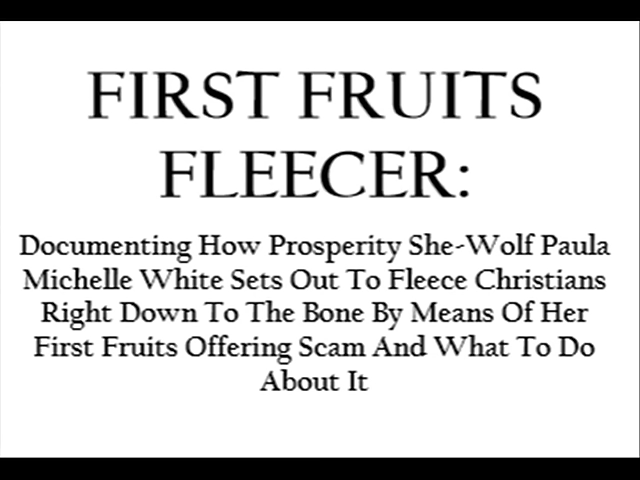 FIRST FRUITS
FLEECER:
Documenting How Prosperity She-Wolf Paula
Michelle White Sets Out To Fleece Christians
Right Down To The Bone By Means Of Her
First Fruits Offering Scam And What To Do
About It